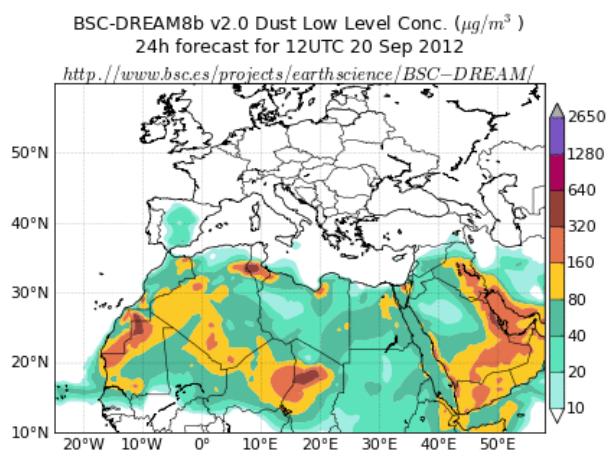 BSC-DREAM8b v2.0 Dust Low Level Conc. (μg/m³ )
24h forecast for 12UTC 20 Sep 2012
http.//www.bsc.es/projects/earthscience/BSC−DREAM/
50°N
40°N
30°N
20°N
10°N
20°W 10°W 0° 10°E 20°E 30°E 40°E 50°E
2650
1280
640
320
160
80
40
20
10